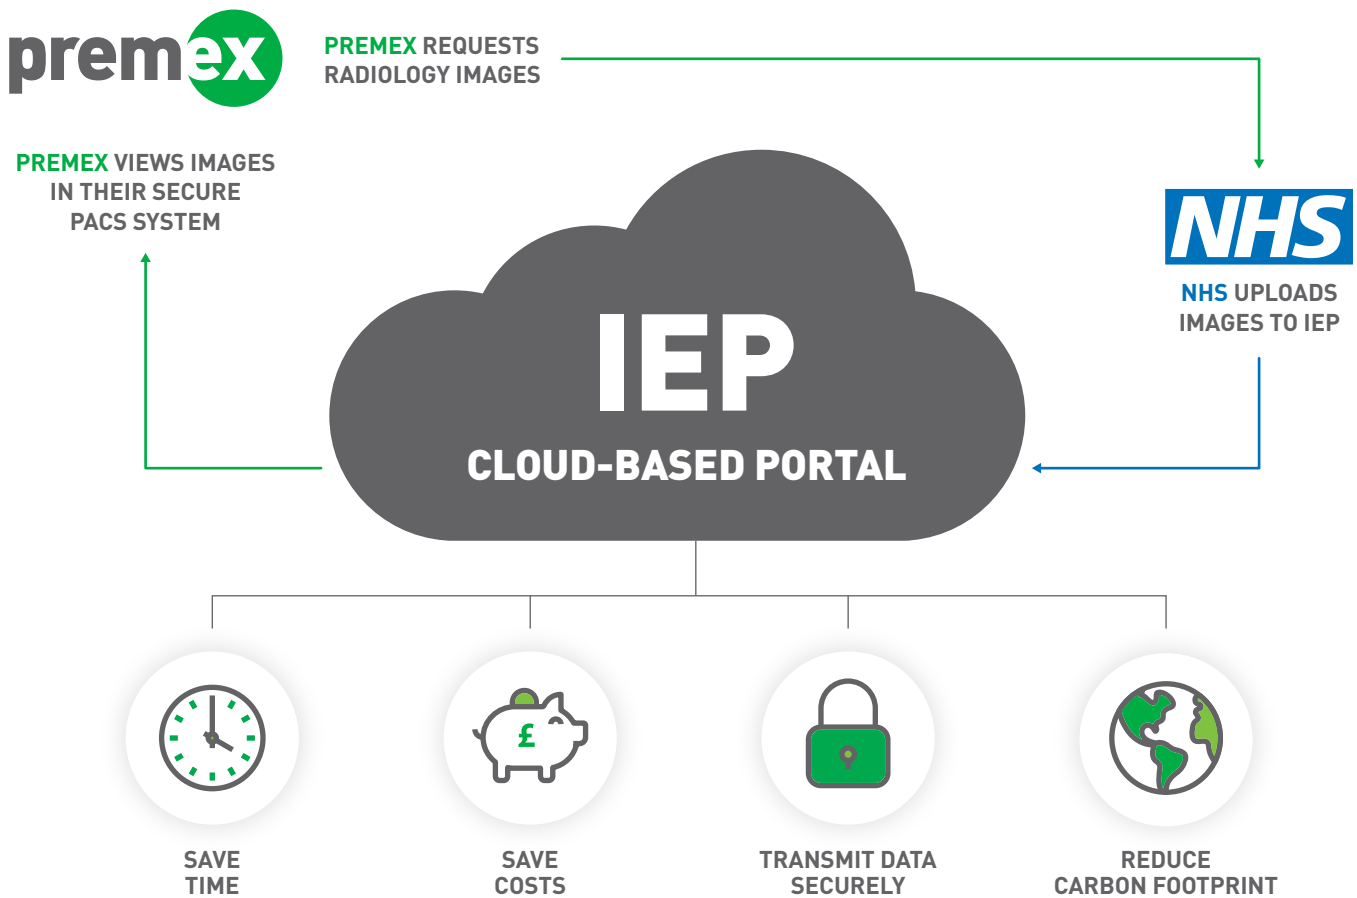 premex
PREMEX REQUESTS
RADIOLOGY IMAGES
PREMEX VIEWS IMAGES
IN THEIR SECURE
PACS SYSTEM
NHS
NHS UPLOADS
IMAGES TO IEP
IEP
CLOUD-BASED PORTAL
£
SAVE
TIME
SAVE
COSTS
TRANSMIT DATA
SECURELY
REDUCE
CARBON FOOTPRINT